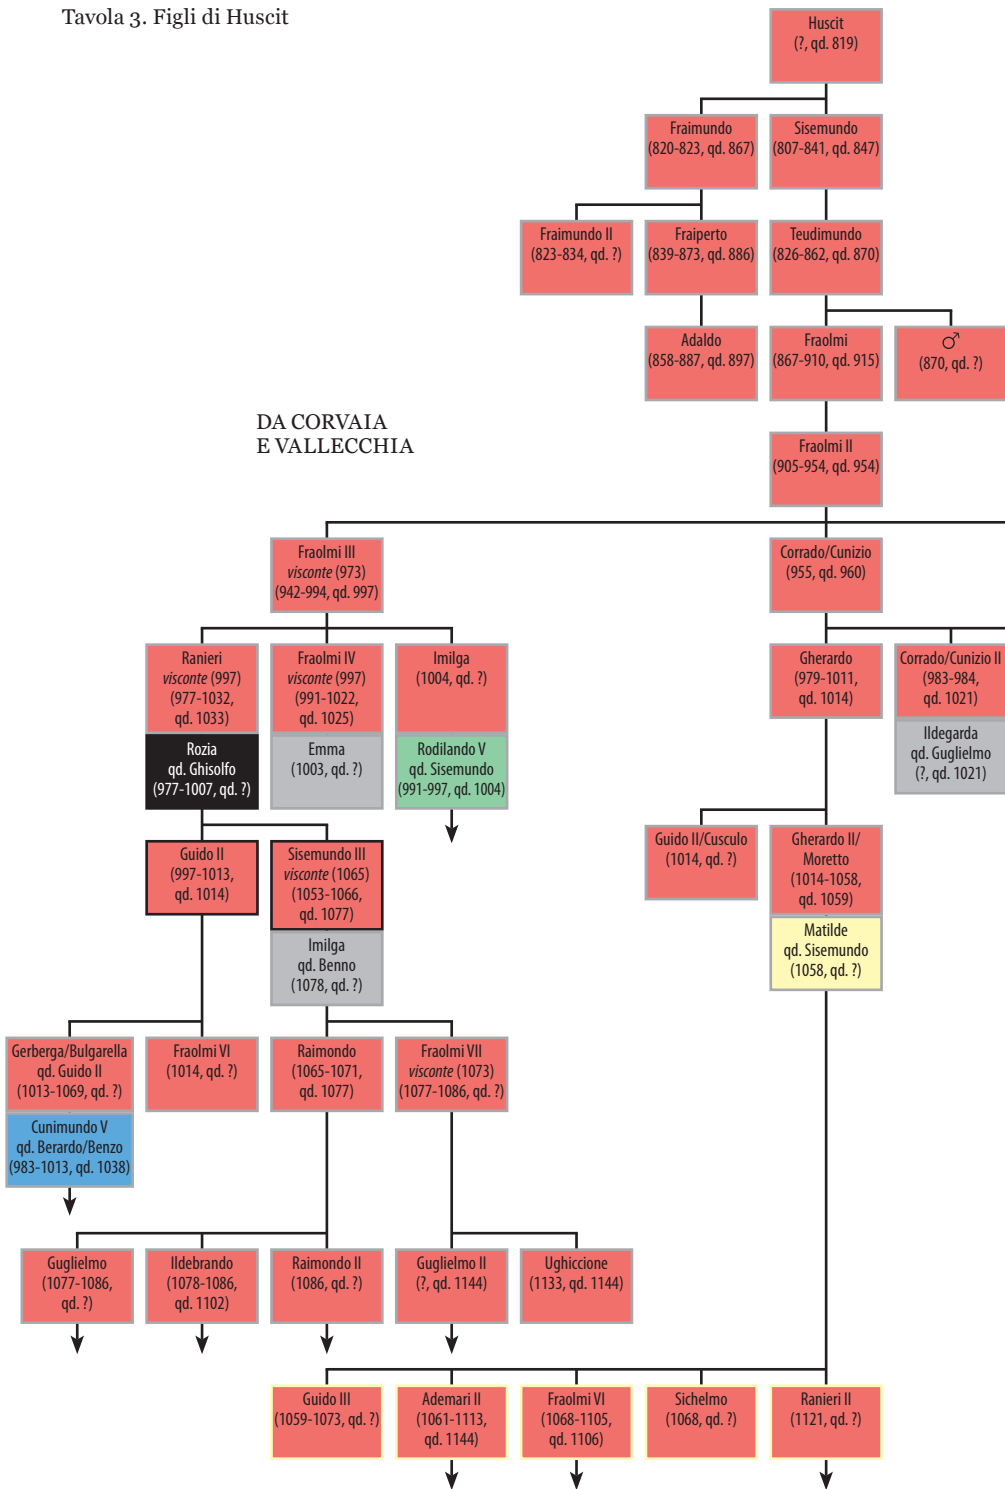 Tavola 3. Figli di Huscit
Huscit
(?, qd. 819)
Fraimundo
(820-823, qd. 867)
Sisemundo
(807-841, qd. 847)
Fraimundo II
(823-834, qd. ?)
Fraiperto
(839-873, qd. 886)
Teudimundo
(826-862, qd. 870)
Adaldo
(858-887, qd. 897)
Fraolmi
(867-910, qd. 915)
♂
(870, qd. ?)
DA CORVAIA
E VALLECCHIA
Fraolmi II
(905-954, qd. 954)
Fraolmi III
visconte (973)
(942-994, qd. 997)
Corrado/Cunizio
(955, qd. 960)
Ranieri
visconte (997)
(977-1032,
qd. 1033)
Rozia
qd. Ghisolfo
(977-1007, qd. ?)
Fraolmi IV
visconte (997)
(991-1022,
qd. 1025)
Emma
(1003, qd. ?)
Imilga
(1004, qd. ?)
Rodilando V
qd. Sisemundo
(991-997, qd. 1004)
Gherardo
(979-1011,
qd. 1014)
Corrado/Cunizio II
(983-984,
qd. 1021)
Ildegarda
qd. Guglielmo
(?, qd. 1021)
Guido II
(997-1013,
qd. 1014)
Sisemundo III
visconte (1065)
(1053-1066,
qd. 1077)
Imilga
qd. Benno
(1078, qd. ?)
Guido II/Cusculo
(1014, qd. ?)
Gherardo II/
Moretto
(1014-1058,
qd. 1059)
Matilde
qd. Sisemundo
(1058, qd. ?)
Gerberga/Bulgarella
qd. Guido II
(1013-1069, qd. ?)
Cunimundo V
qd. Berardo/Benzo
(983-1013, qd. 1038)
Fraolmi VI
(1014, qd. ?)
Raimondo
(1065-1071,
qd. 1077)
Fraolmi VII
visconte (1073)
(1077-1086, qd. ?)
Guglielmo
(1077-1086,
qd. ?)
Ildebrando
(1078-1086,
qd. 1102)
Raimondo II
(1086, qd. ?)
Guglielmo II
(?, qd. 1144)
Ughiccione
(1133, qd. 1144)
Guido III
(1059-1073, qd. ?)
Ademari II
(1061-1113,
qd. 1144)
Fraolmi VI
(1068-1105,
qd. 1106)
Sichelmo
(1068, qd. ?)
Ranieri II
(1121, qd. ?)